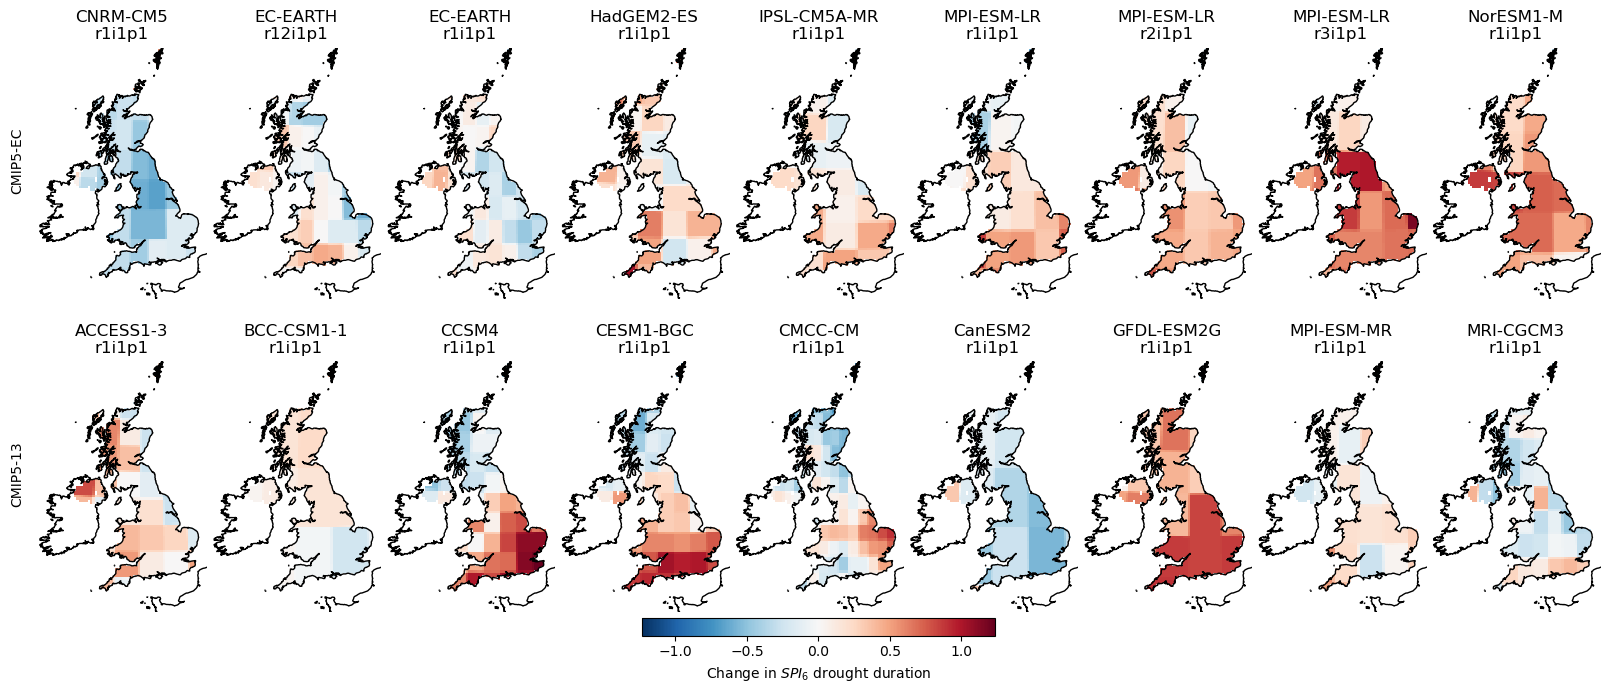 CNRM-CM5 EC-EARTH EC-EARTH HadGEM2-ES IPSL-CM5A-MR MPI-ESM-LR MPI-ESM-LR MPI-ESM-LR NorESM1-M
r1i1p1 r12i1p1 r1i1p1 r1i1p1 r1i1p1 r1i1p1 r2i1p1 r3i1p1 r1i1p1
CMIP5-EC
ACCESS1-3 BCC-CSM1-1 CCSM4 CESM1-BGC CMCC-CM CanESM2 GFDL-ESM2G MPI-ESM-MR MRI-CGCM3
r1i1p1 r1i1p1 r1i1p1 r1i1p1 r1i1p1 r1i1p1 r1i1p1 r1i1p1 r1i1p1
CMIP5-13
−1.0 −0.5 0.0 0.5 1.0
Change in SPI₆ drought duration